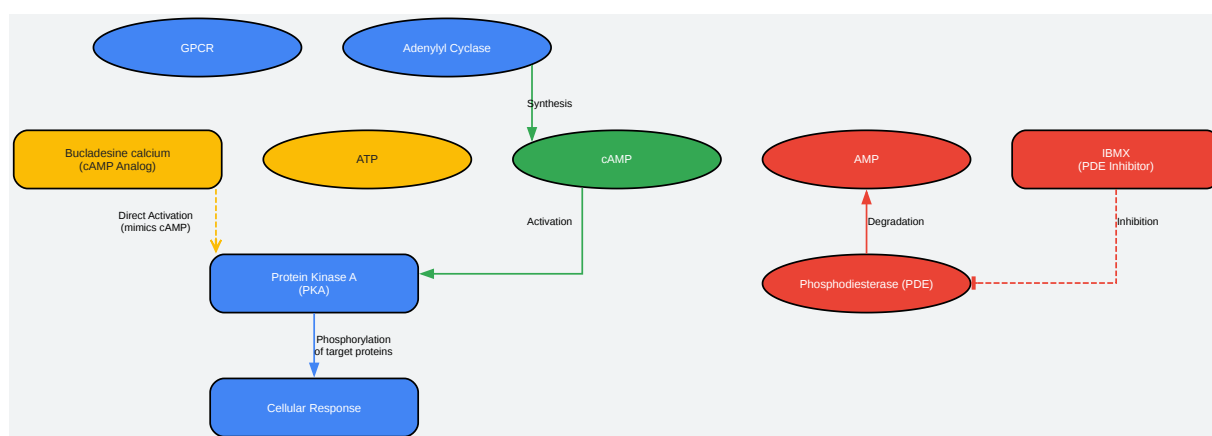 GPCR
Adenylyl Cyclase
Synthesis
Bucladesine calcium
(cAMP Analog)
ATP
cAMP
AMP
IBMX
(PDE Inhibitor)
Direct Activation
(mimics cAMP)
Activation
Degradation
Inhibition
Protein Kinase A
(PKA)
Phosphodiesterase (PDE)
Phosphorylation
of target proteins
Cellular Response